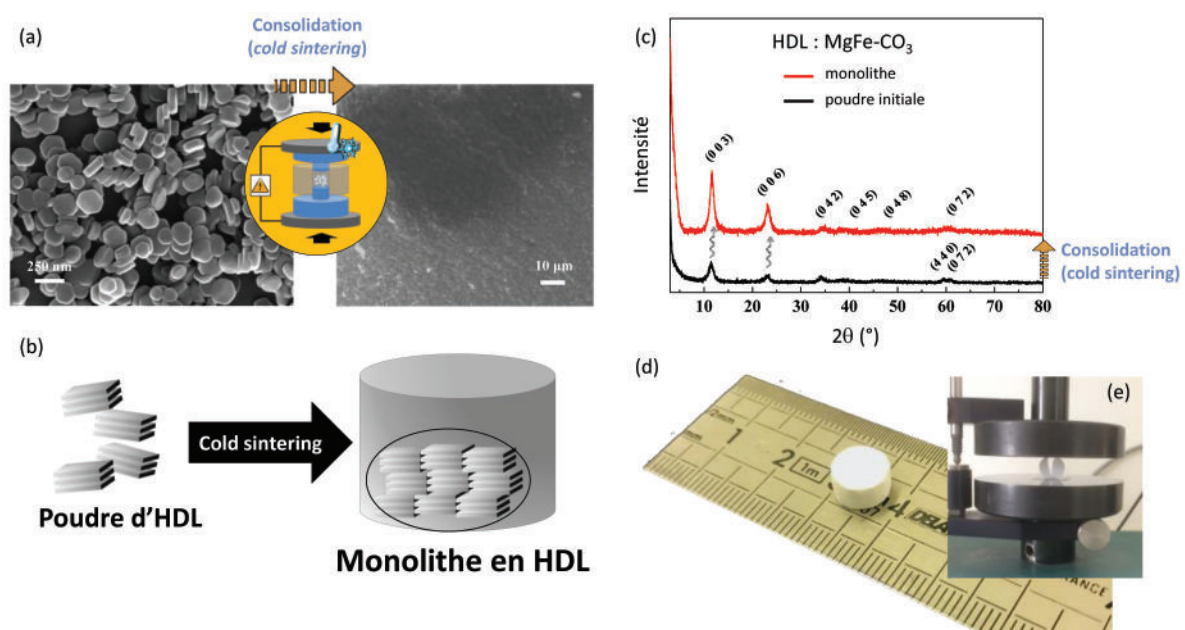 (a)
Consolidation
(cold sintering)
250 nm
10 µm
(b)
Cold sintering
Poudre d'HDL
Monolithe en HDL
(c)
HDL : MgFe-CO₃
monolithe
poudre initiale
Intensité
(0 0 3)
(0 0 6)
(0 4 2)
(0 4 5)
(0 4 8)
(0 7 2)
(4 4 0)
(0 7 2)
Consolidation
(cold sintering)
10 20 30 40 50 60 70 80
2θ (°)
(d)
1
2
1m
4
(e)